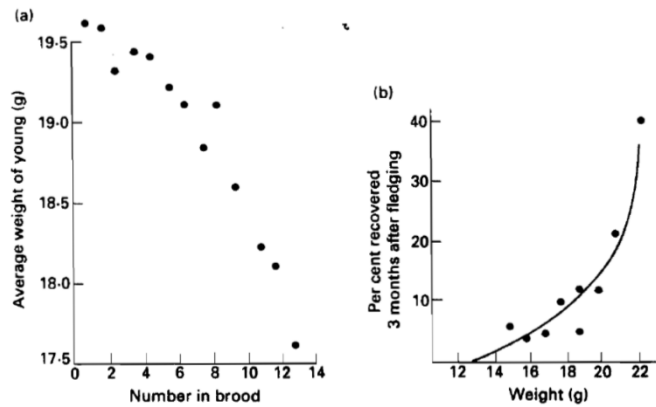 (a)
19·5
19·0
18·5
18·0
17·5
Average weight of young (g)
0 2 4 6 8 10 12 14
Number in brood
(b)
40
30
20
10
Per cent recovered
3 months after fledging
12 14 16 18 20 22
Weight (g)